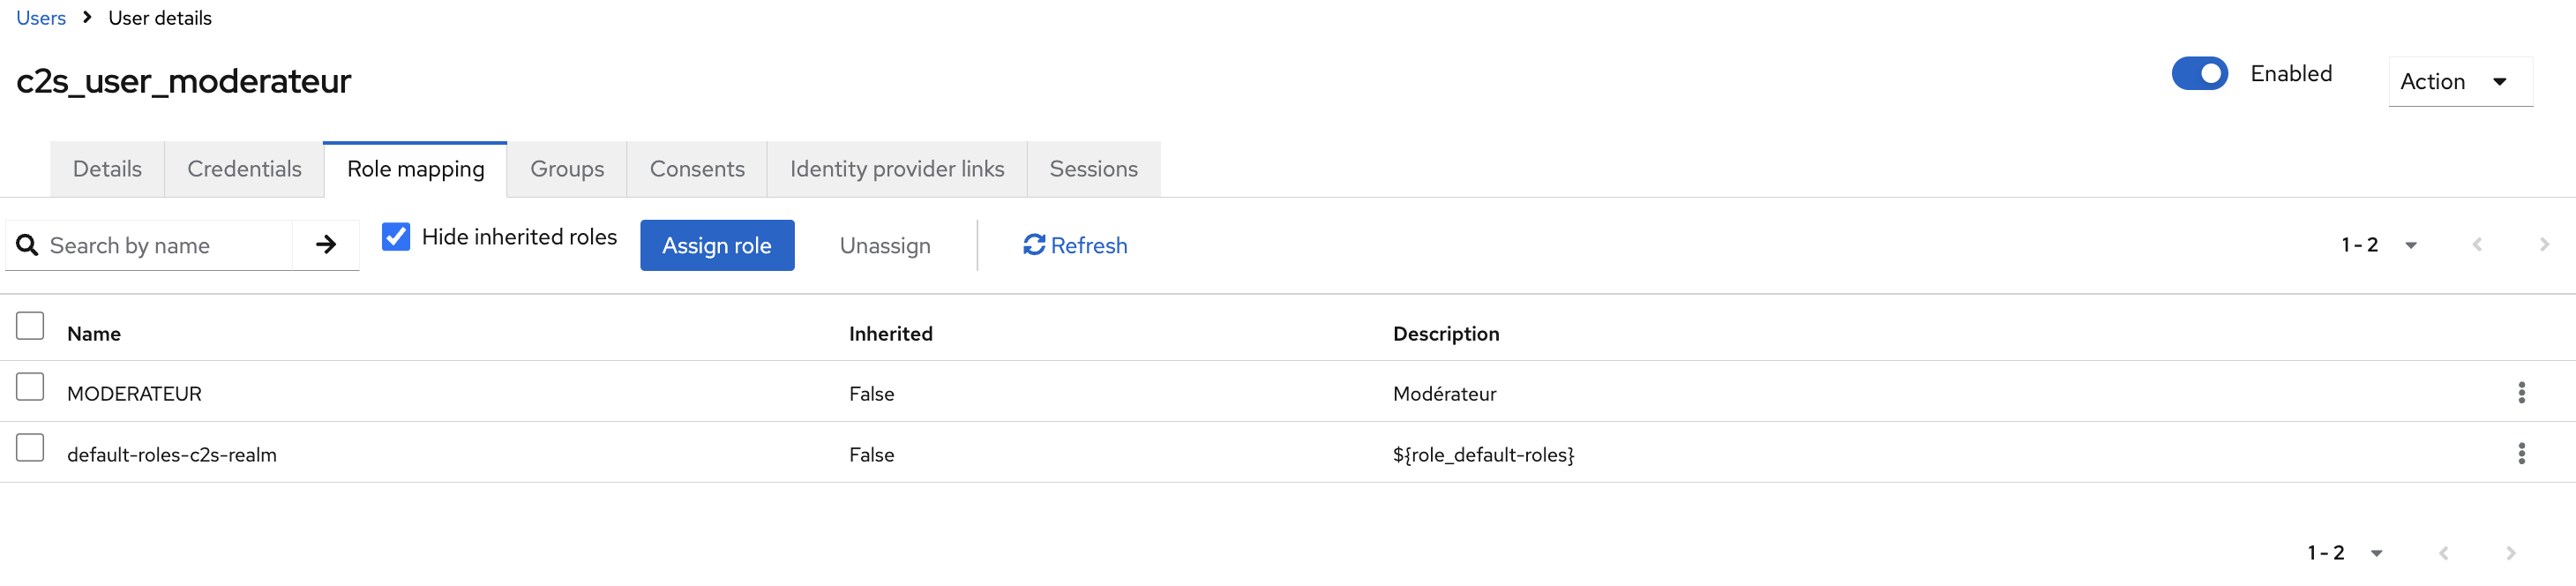 Users > User details
c2s_user_moderateur
Enabled
Action
Details Credentials Role mapping Groups Consents Identity provider links Sessions
Search by name Hide inherited roles Assign role Unassign Refresh 1 - 2
Name Inherited Description
MODERATEUR False Modérateur
default-roles-c2s-realm False ${role_default-roles}
1 - 2